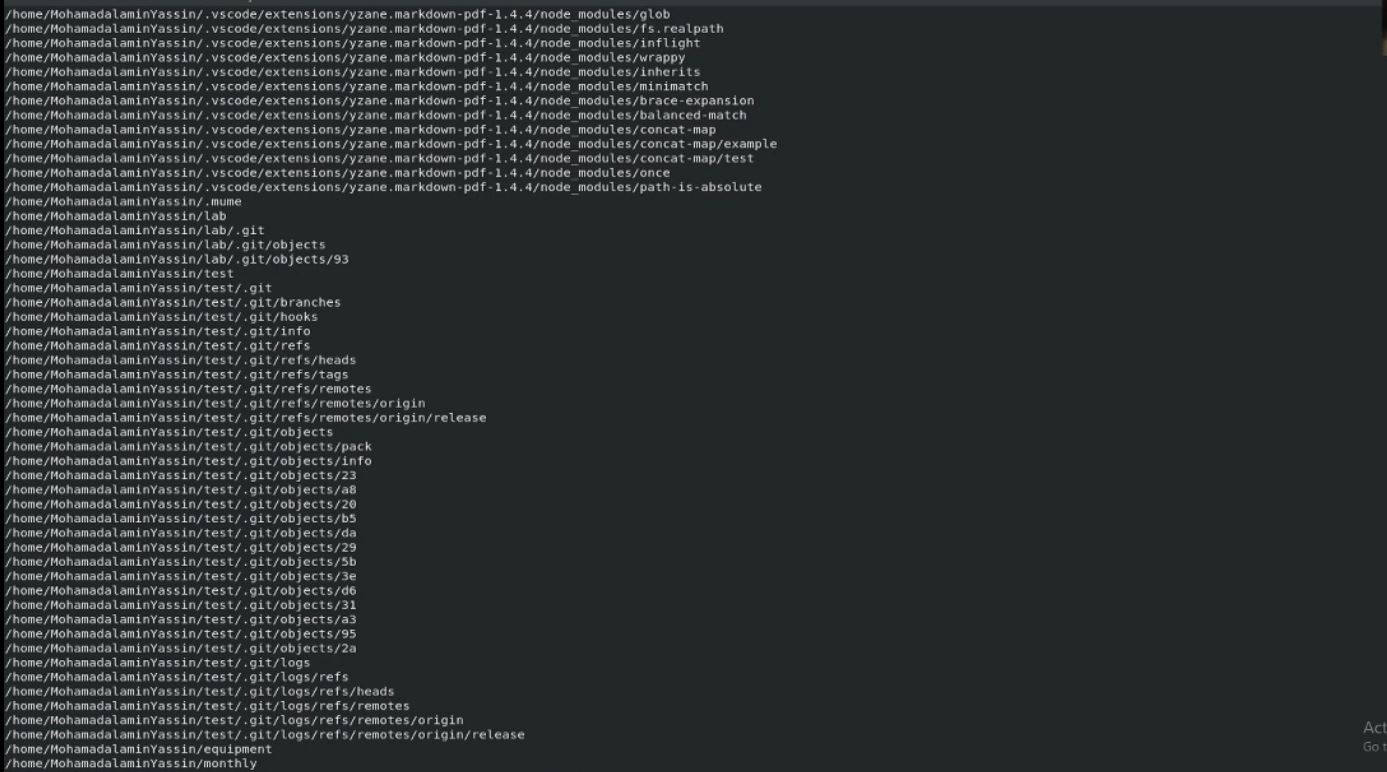 /home/MohamadalaminYassin/.vscode/extensions/yzane.markdown-pdf-1.4.4/node_modules/glob
/home/MohamadalaminYassin/.vscode/extensions/yzane.markdown-pdf-1.4.4/node_modules/fs.realpath
/home/MohamadalaminYassin/.vscode/extensions/yzane.markdown-pdf-1.4.4/node_modules/inflight
/home/MohamadalaminYassin/.vscode/extensions/yzane.markdown-pdf-1.4.4/node_modules/wrappy
/home/MohamadalaminYassin/.vscode/extensions/yzane.markdown-pdf-1.4.4/node_modules/inherits
/home/MohamadalaminYassin/.vscode/extensions/yzane.markdown-pdf-1.4.4/node_modules/minimatch
/home/MohamadalaminYassin/.vscode/extensions/yzane.markdown-pdf-1.4.4/node_modules/brace-expansion
/home/MohamadalaminYassin/.vscode/extensions/yzane.markdown-pdf-1.4.4/node_modules/balanced-match
/home/MohamadalaminYassin/.vscode/extensions/yzane.markdown-pdf-1.4.4/node_modules/concat-map
/home/MohamadalaminYassin/.vscode/extensions/yzane.markdown-pdf-1.4.4/node_modules/concat-map/example
/home/MohamadalaminYassin/.vscode/extensions/yzane.markdown-pdf-1.4.4/node_modules/concat-map/test
/home/MohamadalaminYassin/.vscode/extensions/yzane.markdown-pdf-1.4.4/node_modules/once
/home/MohamadalaminYassin/.vscode/extensions/yzane.markdown-pdf-1.4.4/node_modules/path-is-absolute
/home/MohamadalaminYassin/.mume
/home/MohamadalaminYassin/lab
/home/MohamadalaminYassin/lab/.git
/home/MohamadalaminYassin/lab/.git/objects
/home/MohamadalaminYassin/lab/.git/objects/93
/home/MohamadalaminYassin/test
/home/MohamadalaminYassin/test/.git
/home/MohamadalaminYassin/test/.git/branches
/home/MohamadalaminYassin/test/.git/hooks
/home/MohamadalaminYassin/test/.git/info
/home/MohamadalaminYassin/test/.git/refs
/home/MohamadalaminYassin/test/.git/refs/heads
/home/MohamadalaminYassin/test/.git/refs/tags
/home/MohamadalaminYassin/test/.git/refs/remotes
/home/MohamadalaminYassin/test/.git/refs/remotes/origin
/home/MohamadalaminYassin/test/.git/refs/remotes/origin/release
/home/MohamadalaminYassin/test/.git/objects
/home/MohamadalaminYassin/test/.git/objects/pack
/home/MohamadalaminYassin/test/.git/objects/info
/home/MohamadalaminYassin/test/.git/objects/23
/home/MohamadalaminYassin/test/.git/objects/a8
/home/MohamadalaminYassin/test/.git/objects/20
/home/MohamadalaminYassin/test/.git/objects/b5
/home/MohamadalaminYassin/test/.git/objects/da
/home/MohamadalaminYassin/test/.git/objects/29
/home/MohamadalaminYassin/test/.git/objects/5b
/home/MohamadalaminYassin/test/.git/objects/3e
/home/MohamadalaminYassin/test/.git/objects/d6
/home/MohamadalaminYassin/test/.git/objects/31
/home/MohamadalaminYassin/test/.git/objects/a3
/home/MohamadalaminYassin/test/.git/objects/95
/home/MohamadalaminYassin/test/.git/objects/2a
/home/MohamadalaminYassin/test/.git/logs
/home/MohamadalaminYassin/test/.git/logs/refs
/home/MohamadalaminYassin/test/.git/logs/refs/heads
/home/MohamadalaminYassin/test/.git/logs/refs/remotes
/home/MohamadalaminYassin/test/.git/logs/refs/remotes/origin
/home/MohamadalaminYassin/test/.git/logs/refs/remotes/origin/release
/home/MohamadalaminYassin/equipment
/home/MohamadalaminYassin/monthly
Act
Go t